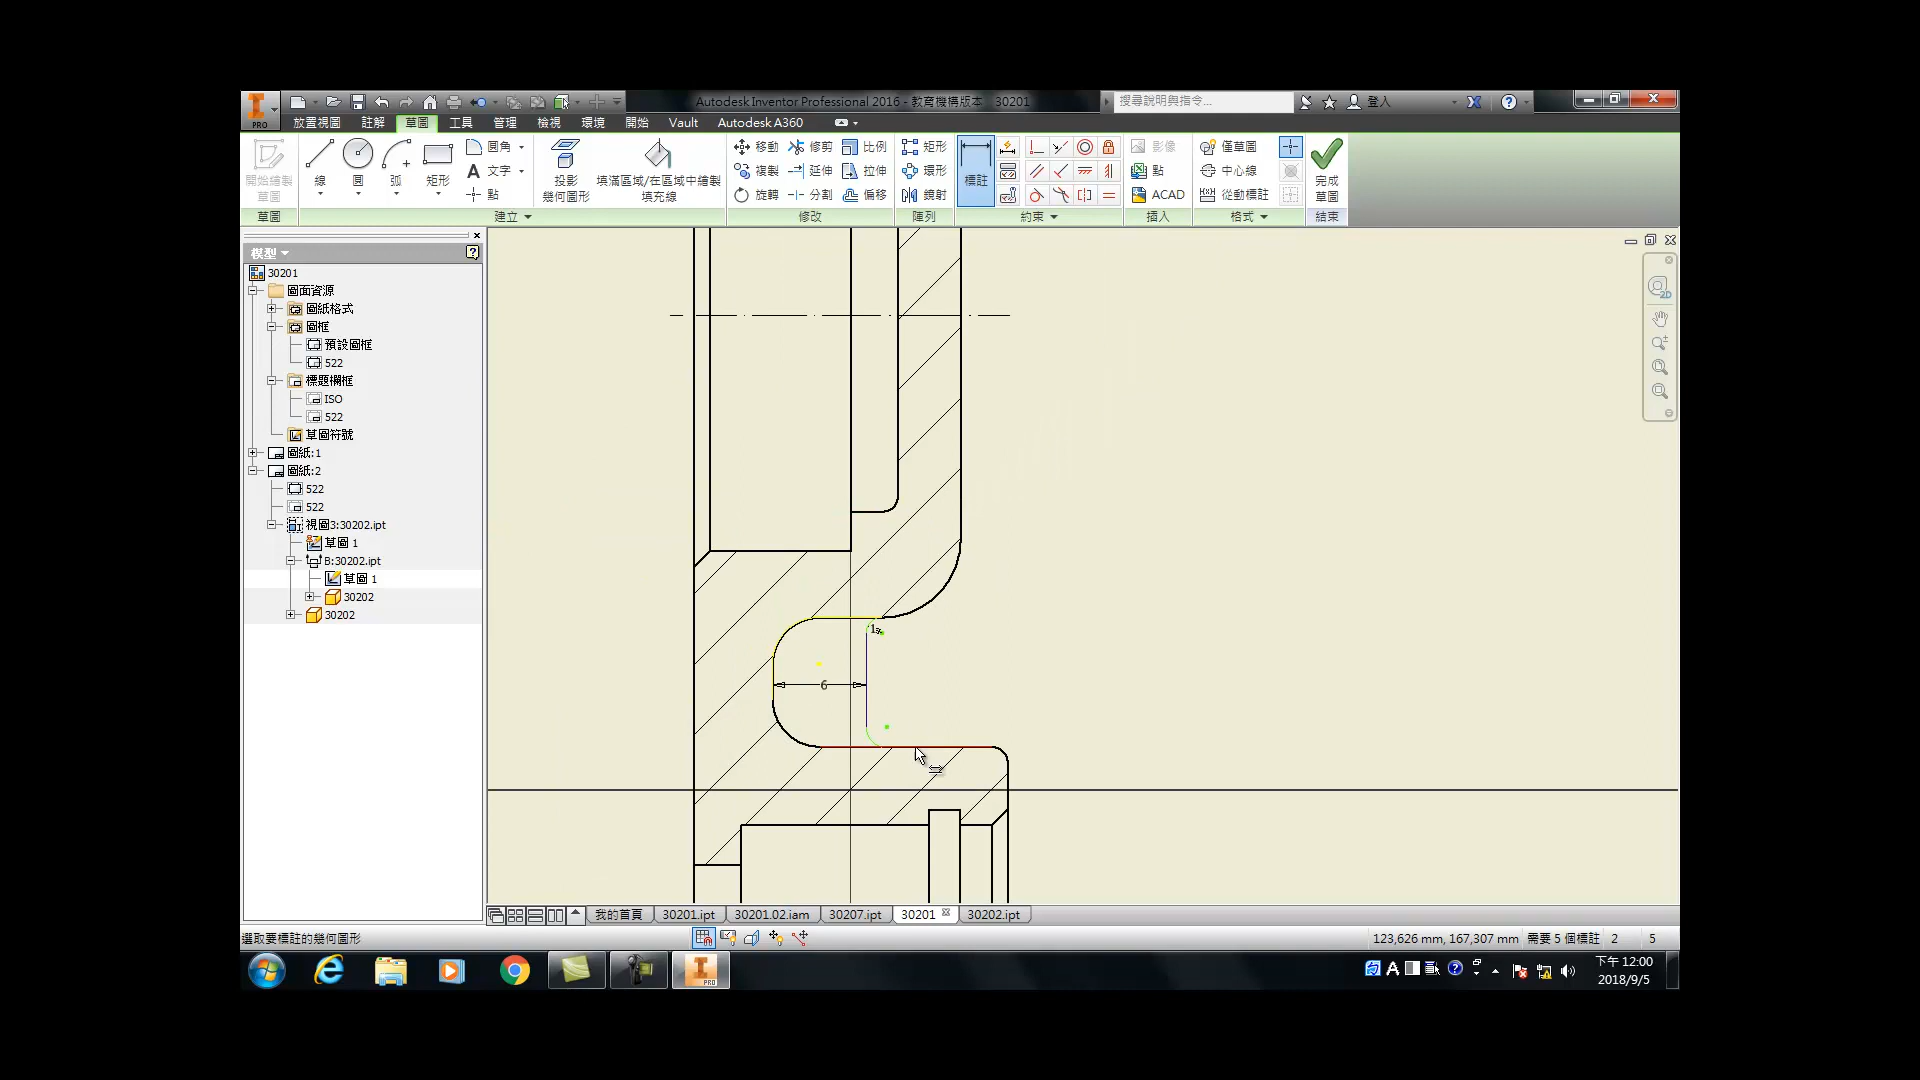 Autodesk Inventor Professional 2016 - 教育機構版本 30201
搜尋說明與指令...
登入
PRO
放置視圖 註解 草圖 工具 管理 檢視 環境 開始 Vault Autodesk A360
開始繪製
草圖
線
圓
弧
矩形
圓角
文字
點
投影
幾何圖形
填滿區域/在區域中繪製
填充線
移動 修剪 比例
複製 延伸 拉伸
旋轉 分割 偏移
矩形
環形
鏡射
標註
影像
點
ACAD
僅草圖
中心線
從動標註
完成
草圖
草圖 建立 修改 陣列 約束 插入 格式 結束
模型
30201
圖面資源
圖紙格式
圖框
預設圖框
522
標題欄框
ISO
522
草圖符號
圖紙:1
圖紙:2
522
522
視圖3:30202.ipt
草圖 1
B:30202.ipt
草圖 1
30202
30202
2D
1
6
我的首頁 30201.ipt 30201.02.iam 30207.ipt 30201 30202.ipt
選取要標註的幾何圖形
123,626 mm, 167,307 mm 需要 5 個標註 2 5
PRO
A
下午 12:00
2018/9/5